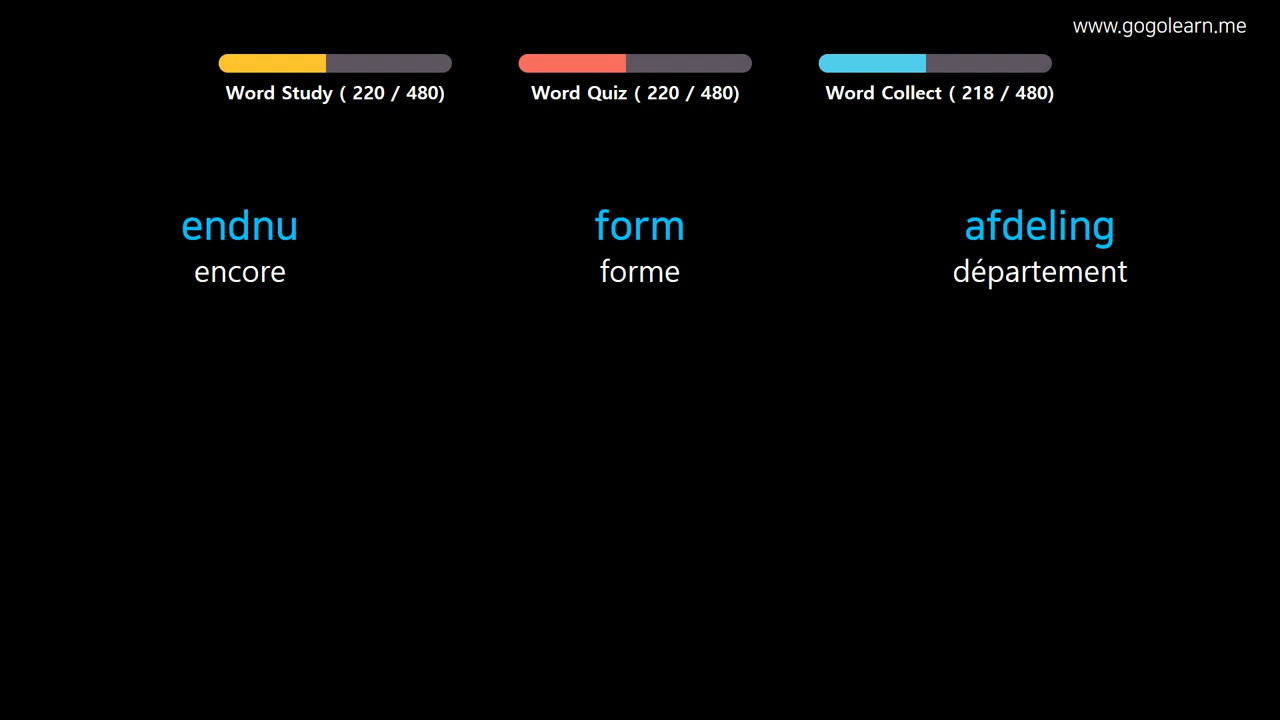 www.gogolearn.me
Word Study ( 220 / 480)
Word Quiz ( 220 / 480)
Word Collect ( 218 / 480)
endnu
encore
form
forme
afdeling
département